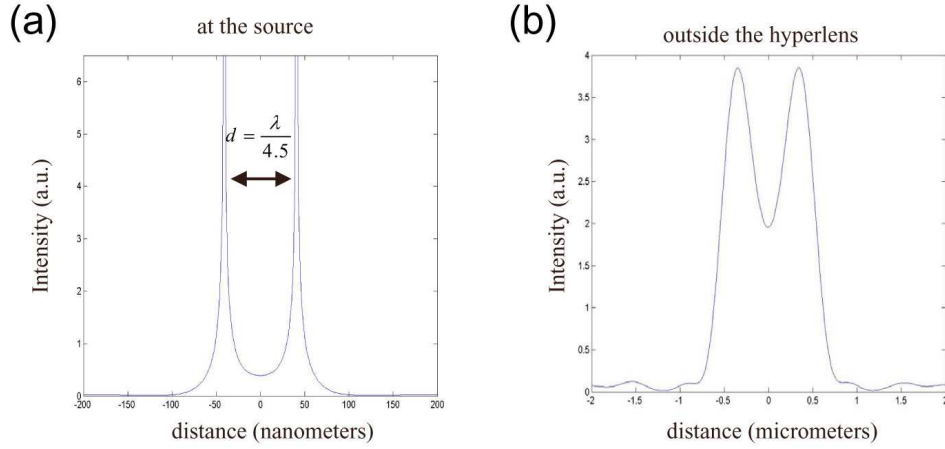 (a)
at the source
6
5
4
3
2
1
0
d = λ/4.5
Intensity (a.u.)
-200 -150 -100 -50 0 50 100 150 200
distance (nanometers)
(b)
outside the hyperlens
4
3.5
3
2.5
2
1.5
1
0.5
0
Intensity (a.u.)
-2 -1.5 -1 -0.5 0 0.5 1 1.5 2
distance (micrometers)